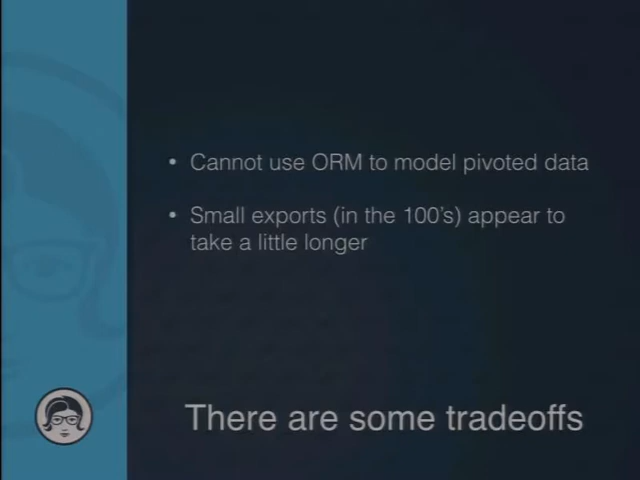 • Cannot use ORM to model pivoted data
• Small exports (in the 100's) appear to
take a little longer
There are some tradeoffs